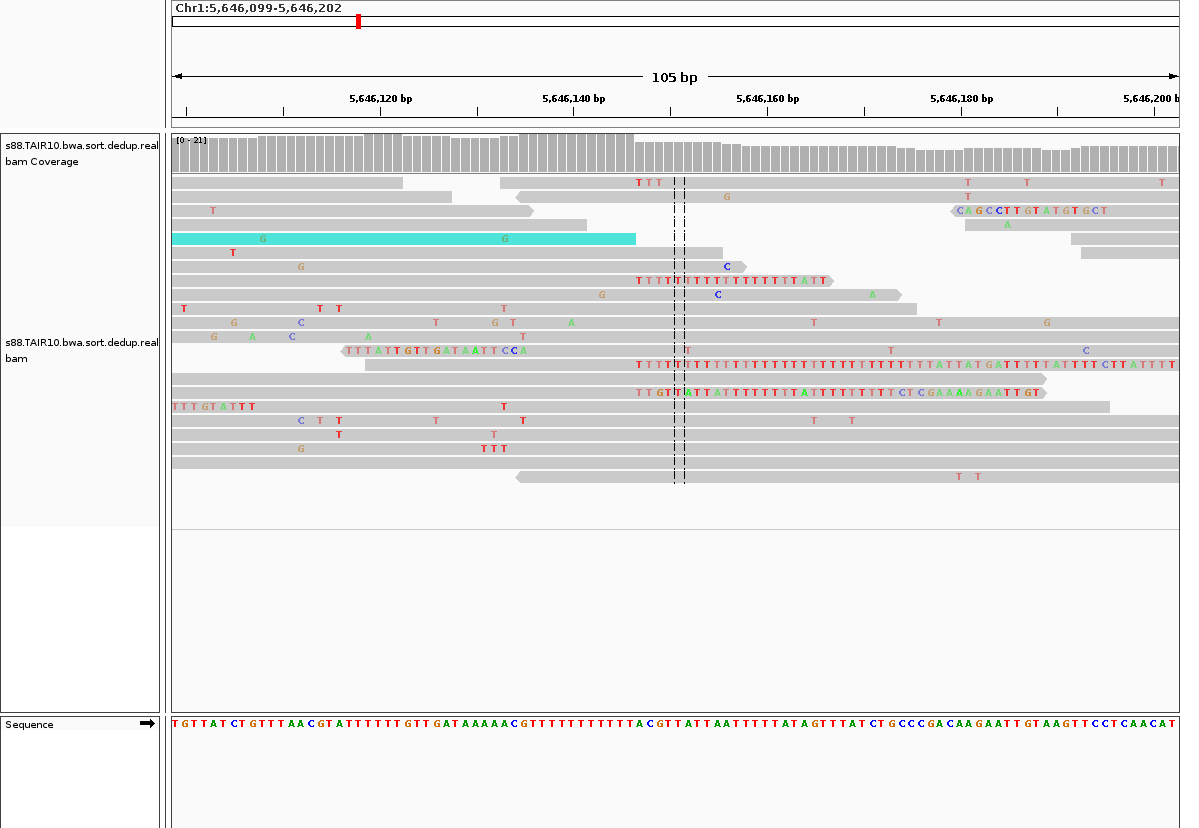 Chr1:5,646,099-5,646,202
105 bp
5,646,120 bp 5,646,140 bp 5,646,160 bp 5,646,180 bp 5,646,200 b
s88.TAIR10.bwa.sort.dedup.real
bam Coverage
[0 - 21]
T T T T T T
G T
T C A G C C T T G T A T G T G C T
A
G G
T
G C
T T T T T T T T T T T T T T T T T A T T
G C A
T T T T
G C T G T A T T G
G A C A T
T T T A T T G T T G A T A A T T C C A T T C
T T T T T T T T T T T T T T T T T T T T T T T T T T T T T T T A T T A T G A T T T T T A T T T T C T T A T T T T
T T G T T A T T A T T T T T T T T A T T T T T T T T T C T C G A A A A G A A T T G T
T T T G T A T T T T
C T T T T T T
T T
G T T T
T T
s88.TAIR10.bwa.sort.dedup.real
bam
Sequence
T G T T A T C T G T T T A A C G T A T T T T T T G T T G A T A A A A A C G T T T T T T T T T T T A C G T T A T T A A T T T T T A T A G T T T A T C T G C C C G A C A A G A A T T G T A A G T T C C T C A A C A T